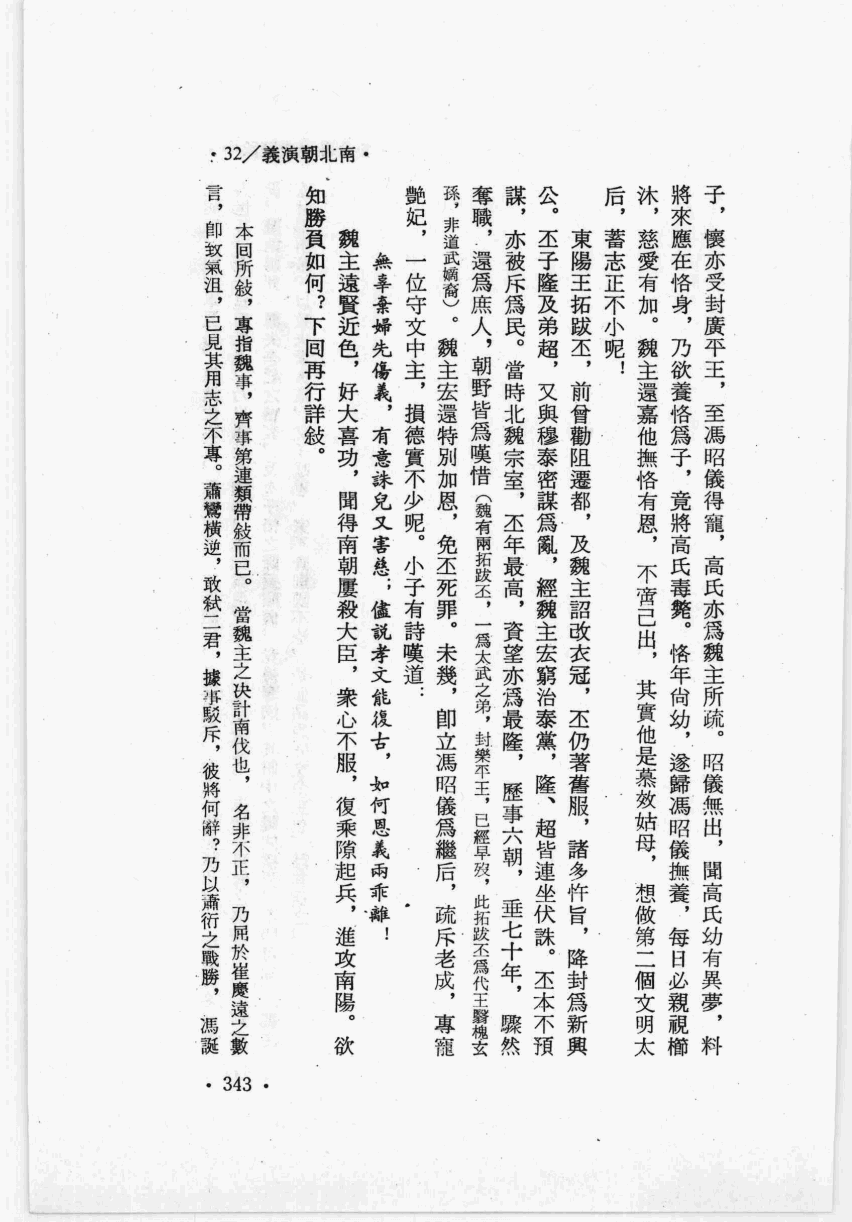 ·32/義演朝北南·
子，懷亦受封廣平王，至馮昭儀得寵，高氏亦爲魏主所疏。昭儀無出，聞高氏幼有異夢，料
將來應在恪身，乃欲養恪爲子，竟將高氏毒斃。恪年尙幼，遂歸馮昭儀撫養，每日必親視櫛
沐，慈愛有加。魏主還嘉他撫恪有恩，不啻己出，其實他是慕效姑母，想做第二個文明太
后，蓄志正不小呢！
東陽王拓跋丕，前曾勸阻遷都，及魏主詔改衣冠，丕仍著舊服，諸多忤旨，降封爲新興
公。丕子隆及弟超，又與穆泰密謀爲亂，經魏主宏窮治泰黨，隆、超皆連坐伏誅。丕本不預
謀，亦被斥爲民。當時北魏宗室，丕年最高，資望亦爲最隆，歷事六朝，垂七十年，驟然
奪職，還爲庶人，朝野皆爲嘆惜（魏有兩拓跋丕，一爲太武之弟，封樂平王，已經早歿，此拓跋丕爲代王翳槐玄
孫，非道武嫡裔）。魏主宏還特別加恩，免丕死罪。未幾，卽立馮昭儀爲繼后，疏斥老成，專寵
艷妃，一位守文中主，損德實不少呢。小子有詩嘆道：
無辜棄婦先傷義，有意誅兒又害慈；儘說孝文能復古，如何恩義兩乖離！
魏主遠賢近色，好大喜功，聞得南朝屢殺大臣，衆心不服，復乘隙起兵，進攻南陽。欲
知勝負如何？下回再行詳敍。
本回所敍，專指魏事，齊事第連類帶敍而已。當魏主之決計南伐也，名非不正，乃屈於崔慶遠之數
言，卽致氣沮，已見其用志之不專。蕭鸞橫逆，敢弑二君，據事駁斥，彼將何辭？乃以蕭衍之戰勝，馮誕
·343·